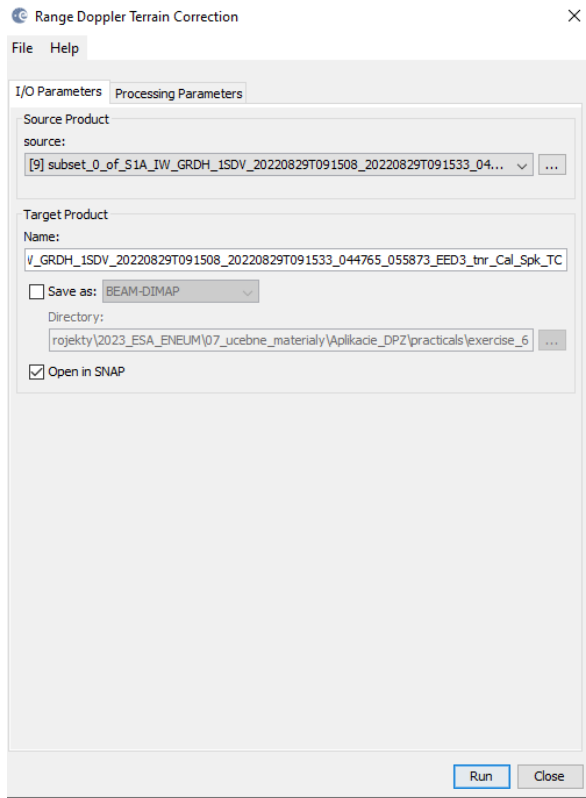 Range Doppler Terrain Correction
File Help
I/O Parameters Processing Parameters
Source Product
source:
[9] subset_0_of_S1A_IW_GRDH_1SDV_20220829T091508_20220829T091533_04... ...
Target Product
Name:
V_GRDH_1SDV_20220829T091508_20220829T091533_044765_055873_EED3_tnr_Cal_Spk_TC
Save as: BEAM-DIMAP
Directory:
rojekty\2023_ESA_ENEUM\07_ucebne_materialy\Aplikacie_DPZ\practicals\exercise_6 ...
Open in SNAP
Run Close